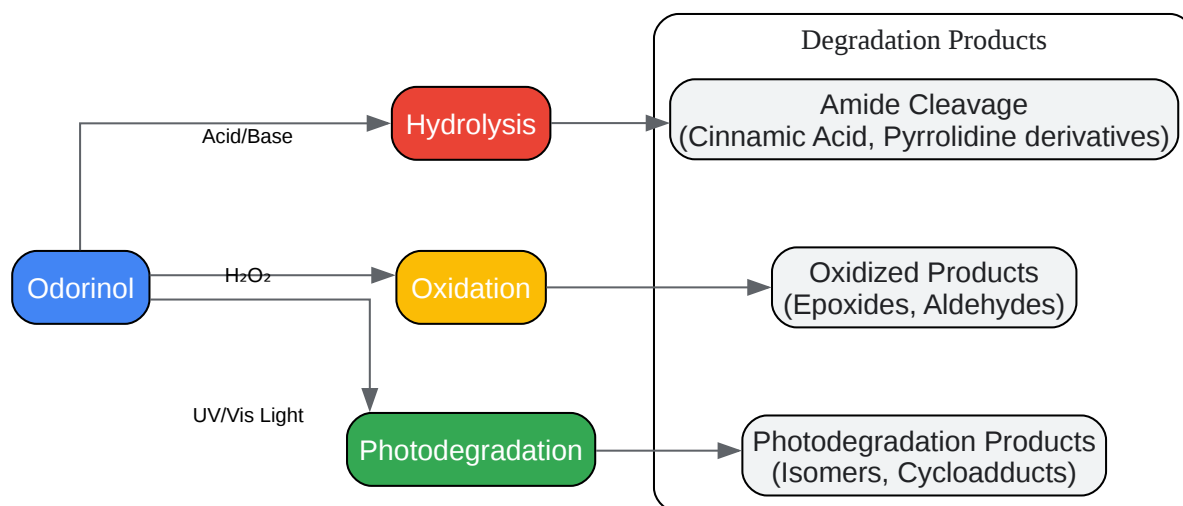 Degradation Products
Amide Cleavage
(Cinnamic Acid, Pyrrolidine derivatives)
Hydrolysis
Acid/Base
Odorinol
H₂O₂
Oxidation
Oxidized Products
(Epoxides, Aldehydes)
UV/Vis Light
Photodegradation
Photodegradation Products
(Isomers, Cycloadducts)